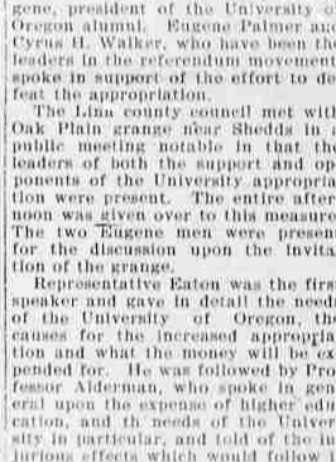 gene, president of the University o
Oregon alumni. Eugene Palmer and
Cyrus H. Walker, who have been the
leaders in the referendum movement
spoke in support of the effort to de
feat the appropriation.
The Linn county council met with
Oak Plain grange near Shedds in a
public meeting notable in that the
leaders of both the support and op
ponents of the University appropria
tion were present. The entire after
noon was given over to this measure
The two Eugene men were present
for the discussion upon the invita
tion of the grange.
Representative Eaton was the first
speaker and gave in detail the need
of the University of Oregon, the
causes for the increased appropria
tion and what the money will be ex
pended for. He was followed by Pro
fessor Alderman, who spoke in gen
eral upon the expense of higher edu
cation, and th needs of the Univer
sity in particular, and told of the in
jurious effects which would follow